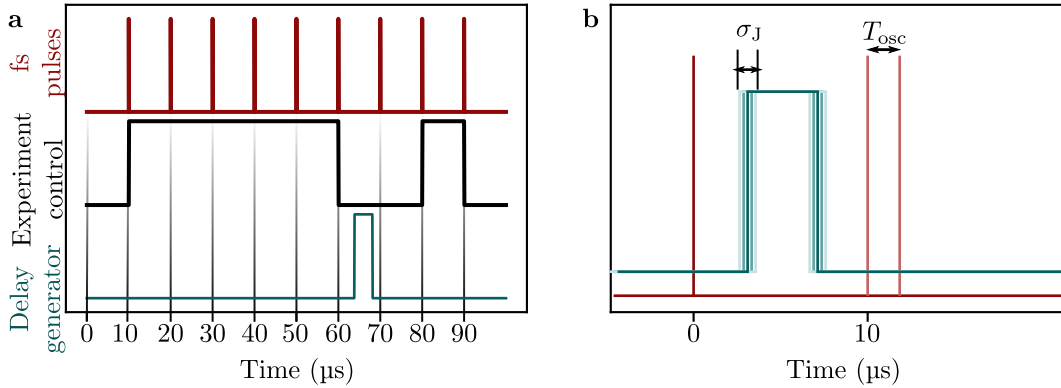 a
fs
pulses
Experiment
control
Delay
generator
0 10 20 30 40 50 60 70 80 90
Time (µs)
b
σJ
Tosc
0 10
Time (µs)